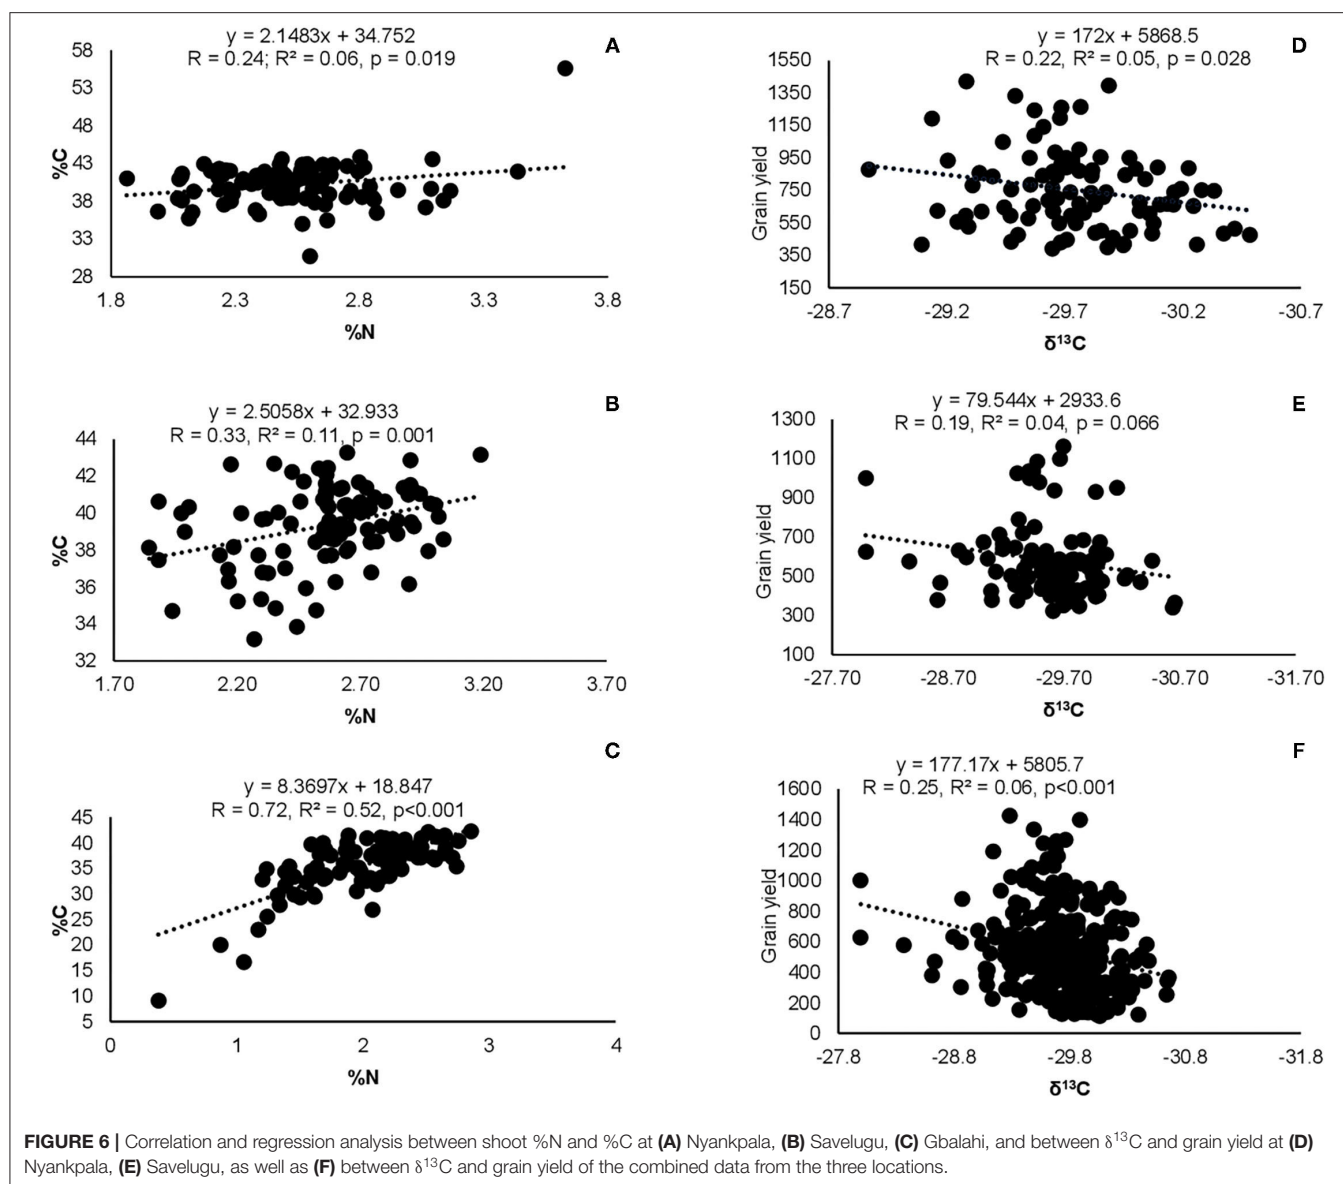 y = 2.1483x + 34.752
R = 0.24; R² = 0.06, p = 0.019
A
58
53
48
43
38
33
28
%C
1.8 2.3 2.8 3.3 3.8
%N
y = 172x + 5868.5
R = 0.22, R² = 0.05, p = 0.028
D
1550
1350
1150
950
750
550
350
150
Grain yield
-28.7 -29.2 -29.7 -30.2 -30.7
δ¹³C
y = 2.5058x + 32.933
R = 0.33, R² = 0.11, p = 0.001
B
44
42
40
38
36
34
32
%C
1.70 2.20 2.70 3.20 3.70
%N
y = 79.544x + 2933.6
R = 0.19, R² = 0.04, p = 0.066
E
1300
1100
900
700
500
300
100
Grain yield
-27.70 -28.70 -29.70 -30.70 -31.70
δ¹³C
y = 8.3697x + 18.847
R = 0.72, R² = 0.52, p<0.001
C
45
40
35
30
25
20
15
10
5
%C
0 1 2 3 4
%N
y = 177.17x + 5805.7
R = 0.25, R² = 0.06, p<0.001
F
1600
1400
1200
1000
800
600
400
200
0
Grain yield
-27.8 -28.8 -29.8 -30.8 -31.8
δ¹³C
FIGURE 6 | Correlation and regression analysis between shoot %N and %C at (A) Nyankpala, (B) Savelugu, (C) Gbalahi, and between δ¹³C and grain yield at (D)
Nyankpala, (E) Savelugu, as well as (F) between δ¹³C and grain yield of the combined data from the three locations.